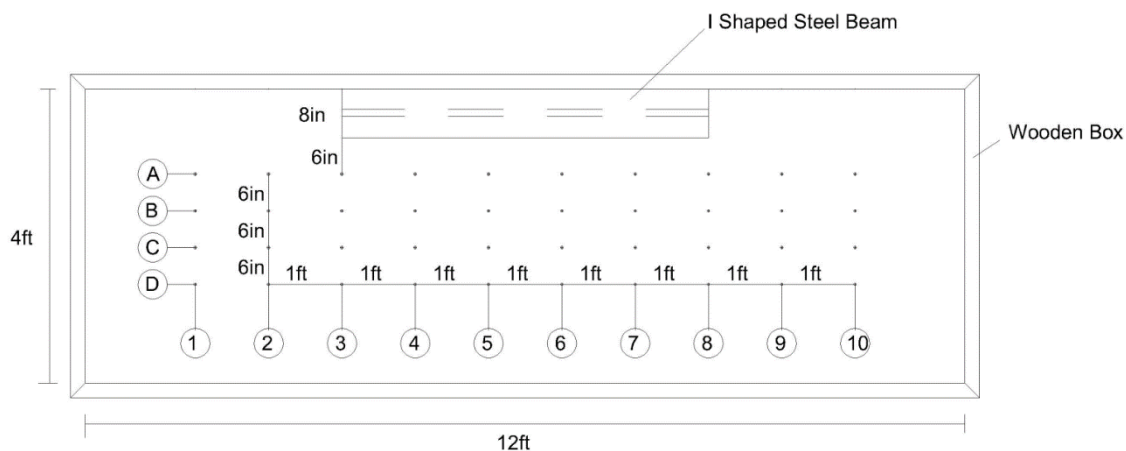 I Shaped Steel Beam
8in
Wooden Box
6in
A
6in
B
4ft
6in
C
6in
1ft 1ft 1ft 1ft 1ft 1ft 1ft 1ft
D
1 2 3 4 5 6 7 8 9 10
12ft